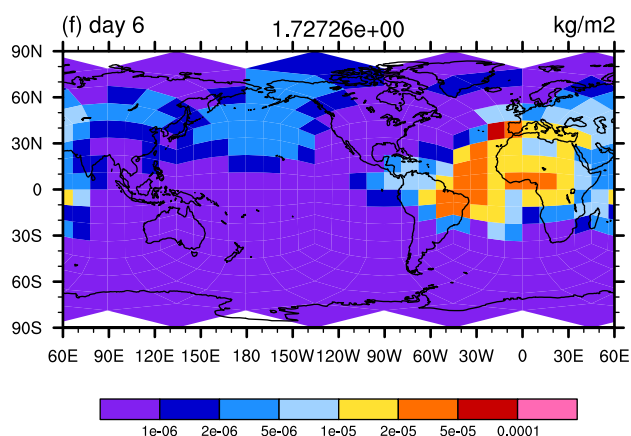 (f) day 6 1.72726e+00 kg/m2
90N
60N
30N
0
30S
60S
90S
60E 90E 120E 150E 180 150W 120W 90W 60W 30W 0 30E 60E
1e-06 2e-06 5e-06 1e-05 2e-05 5e-05 0.0001